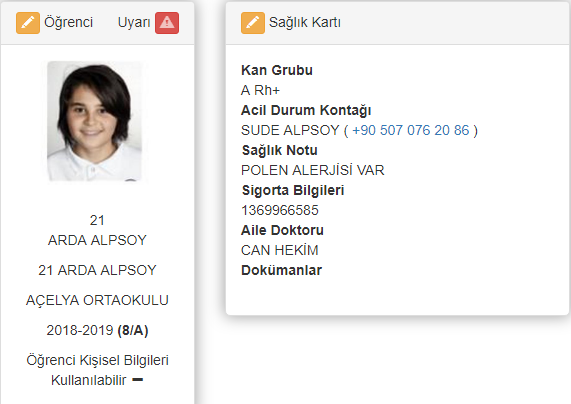 Öğrenci Uyarı
21
ARDA ALPSOY
21 ARDA ALPSOY
AÇELYA ORTAOKULU
2018-2019 (8/A)
Öğrenci Kişisel Bilgileri
Kullanılabilir
Sağlık Kartı
Kan Grubu
A Rh+
Acil Durum Kontağı
SUDE ALPSOY ( +90 507 076 20 86 )
Sağlık Notu
POLEN ALERJİSİ VAR
Sigorta Bilgileri
1369966585
Aile Doktoru
CAN HEKİM
Dokümanlar